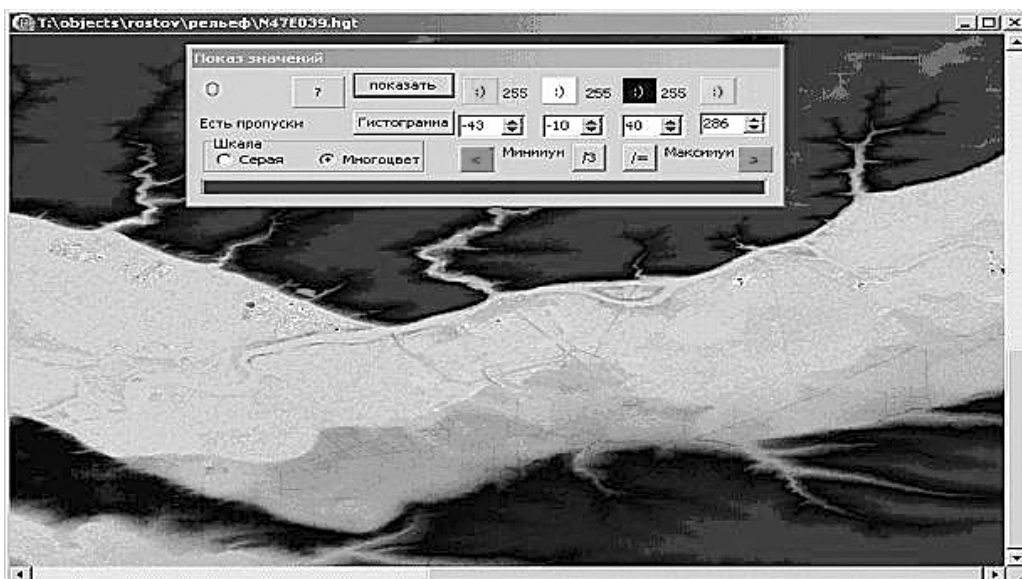 T:\objects\rostov\рельеф\N47E039.hgt
Показ значений
? показать :) 255 :) 255 :) 255 :)
Есть пропуски Гистограмма -43 -10 40 286
Шкала
Серая Многоцвет < Минимум /3 /= Максимум >